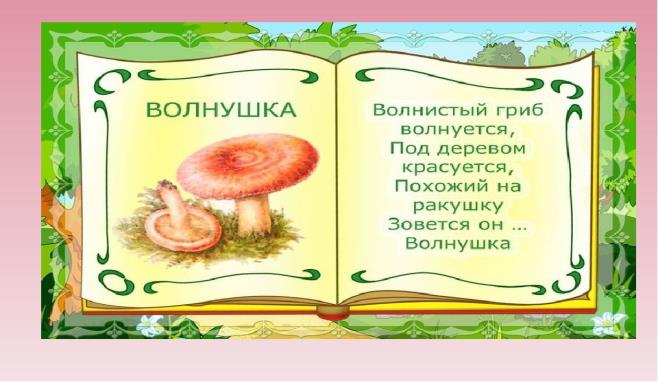 ВОЛНУШКА
Волнистый гриб
волнуется,
Под деревом
красуется,
Похожий на
ракушку
Зовется он ...
Волнушка